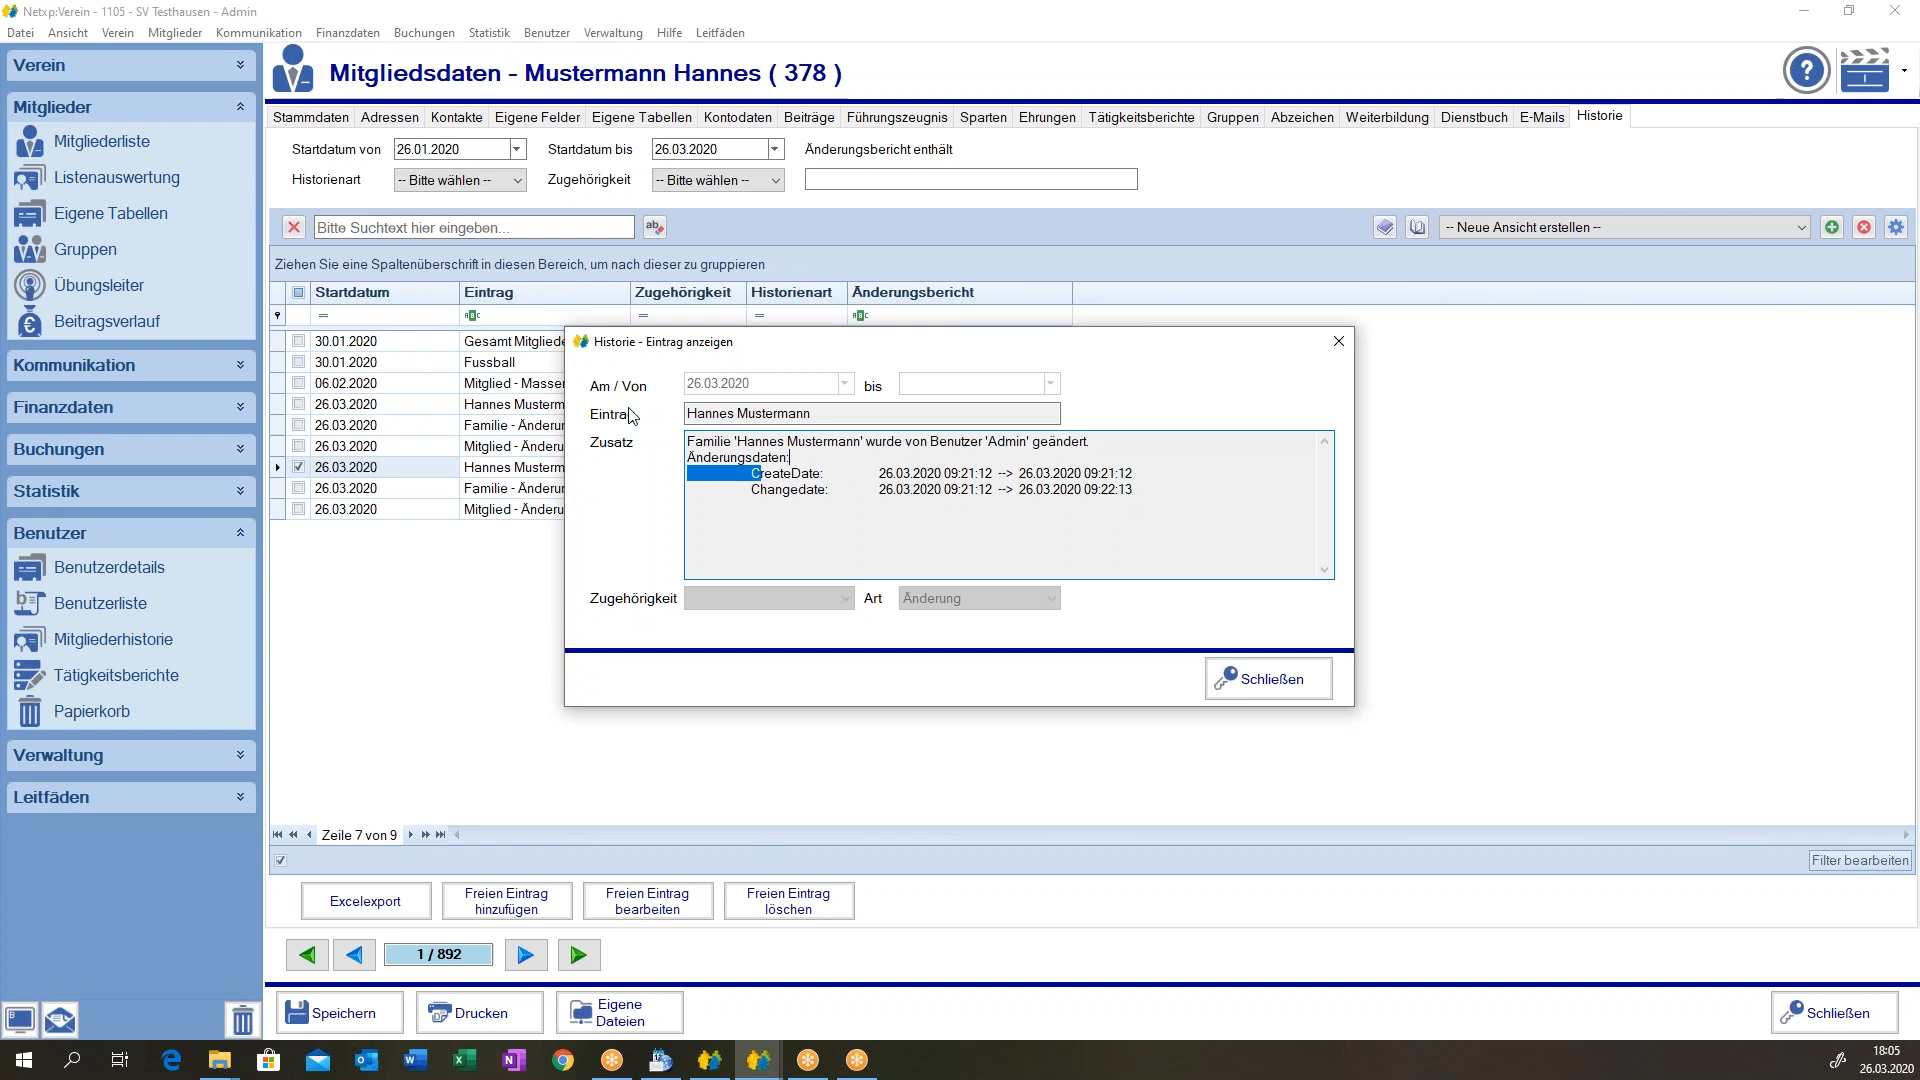 Netxp:Verein - 1105 - SV Testhausen - Admin
Datei Ansicht Verein Mitglieder Kommunikation Finanzdaten Buchungen Statistik Benutzer Verwaltung Hilfe Leitfäden
Verein
Mitglieder
Mitgliederliste
Listenauswertung
Eigene Tabellen
Gruppen
Übungsleiter
Beitragsverlauf
Kommunikation
Finanzdaten
Buchungen
Statistik
Benutzer
Benutzerdetails
Benutzerliste
Mitgliederhistorie
Tätigkeitsberichte
Papierkorb
Verwaltung
Leitfäden
Mitgliedsdaten - Mustermann Hannes ( 378 )
Stammdaten Adressen Kontakte Eigene Felder Eigene Tabellen Kontodaten Beiträge Führungszeugnis Sparten Ehrungen Tätigkeitsberichte Gruppen Abzeichen Weiterbildung Dienstbuch E-Mails Historie
Startdatum von 26.01.2020 Startdatum bis 26.03.2020 Änderungsbericht enthält
Historienart -- Bitte wählen -- Zugehörigkeit -- Bitte wählen --
Bitte Suchtext hier eingeben... -- Neue Ansicht erstellen --
Ziehen Sie eine Spaltenüberschrift in diesen Bereich, um nach dieser zu gruppieren
Startdatum Eintrag Zugehörigkeit Historienart Änderungsbericht
30.01.2020 Gesamt Mitgliede
30.01.2020 Fussball
06.02.2020 Mitglied - Massen
26.03.2020 Hannes Musterm
26.03.2020 Familie - Änderun
26.03.2020 Mitglied - Änderu
26.03.2020 Hannes Musterm
26.03.2020 Familie - Änderun
26.03.2020 Mitglied - Änderu
Historie - Eintrag anzeigen
Am / Von 26.03.2020 bis
Eintrag Hannes Mustermann
Zusatz
Familie 'Hannes Mustermann' wurde von Benutzer 'Admin' geändert.
Änderungsdaten:
CreateDate: 26.03.2020 09:21:12 --> 26.03.2020 09:21:12
Changedate: 26.03.2020 09:21:12 --> 26.03.2020 09:22:13
Zugehörigkeit Art Änderung
Schließen
Zeile 7 von 9
Filter bearbeiten
Excelexport
Freien Eintrag hinzufügen
Freien Eintrag bearbeiten
Freien Eintrag löschen
1 / 892
Speichern
Drucken
Eigene Dateien
Schließen
18:05
26.03.2020